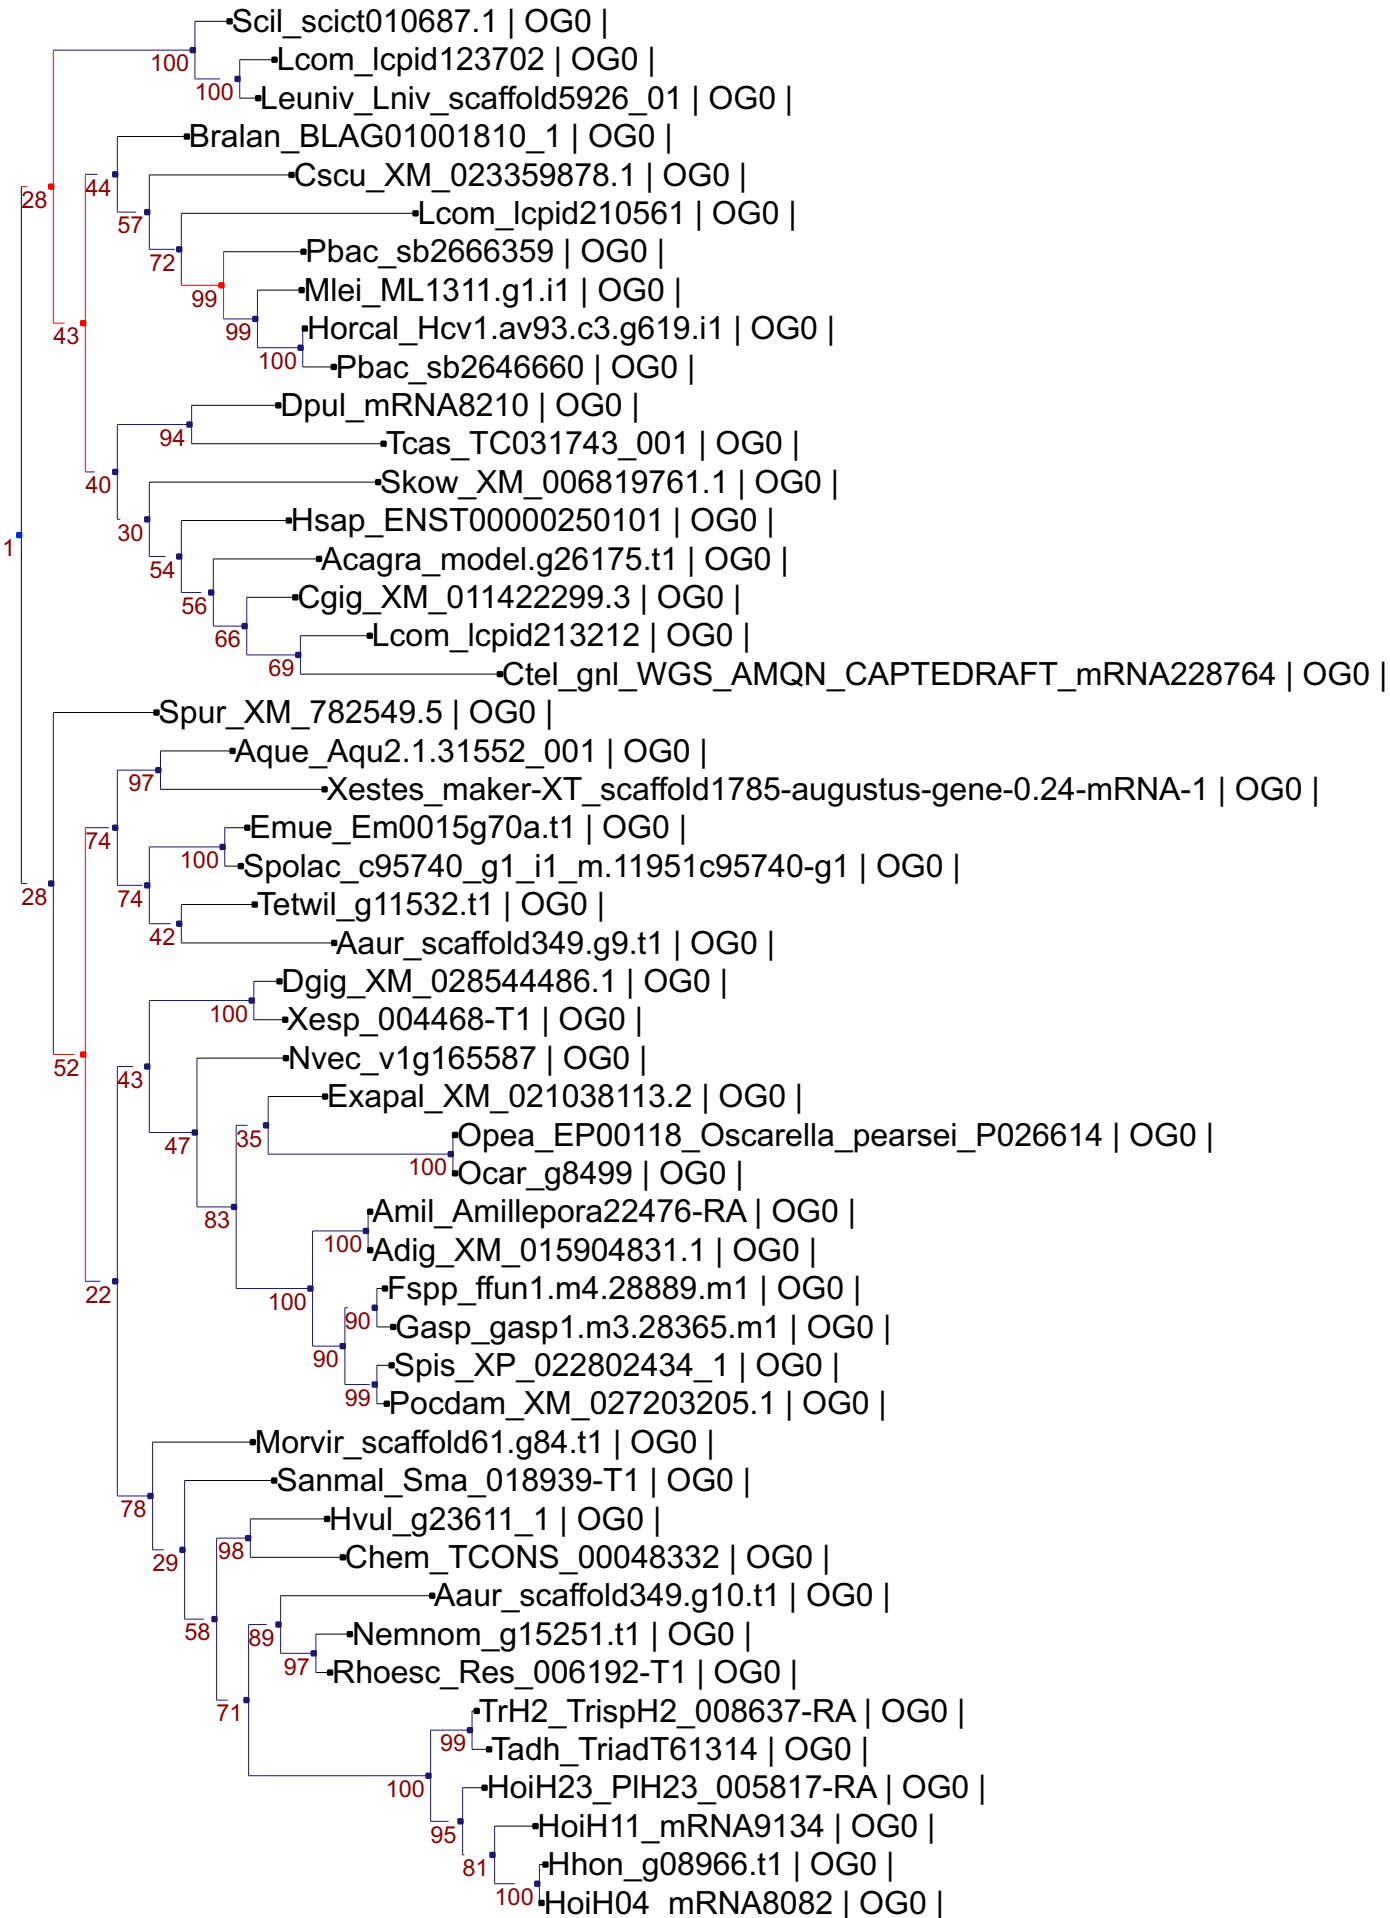 Scil_scict010687.1 | OG0 |
100
Lcom_lcpid123702 | OG0 |
100
Leuniv_Lniv_scaffold5926_01 | OG0 |
Bralan_BLAG01001810_1 | OG0 |
44
Cscu_XM_023359878.1 | OG0 |
28
57
Lcom_lcpid210561 | OG0 |
72
Pbac_sb2666359 | OG0 |
99
Mlei_ML1311.g1.i1 | OG0 |
43
99
Horcal_Hcv1.av93.c3.g619.i1 | OG0 |
100
Pbac_sb2646660 | OG0 |
Dpul_mRNA8210 | OG0 |
94
Tcas_TC031743_001 | OG0 |
40
Skow_XM_006819761.1 | OG0 |
30
Hsap_ENST00000250101 | OG0 |
1
54
Acagra_model.g26175.t1 | OG0 |
56
Cgig_XM_011422299.3 | OG0 |
66
Lcom_lcpid213212 | OG0 |
69
Ctel_gnl_WGS_AMQN_CAPTEDRAFT_mRNA228764 | OG0 |
Spur_XM_782549.5 | OG0 |
Aque_Aqu2.1.31552_001 | OG0 |
97
Xestes_maker-XT_scaffold1785-augustus-gene-0.24-mRNA-1 | OG0 |
74
Emue_Em0015g70a.t1 | OG0 |
100
Spolac_c95740_g1_i1_m.11951c95740-g1 | OG0 |
28
74
Tetwil_g11532.t1 | OG0 |
42
Aaur_scaffold349.g9.t1 | OG0 |
Dgig_XM_028544486.1 | OG0 |
100
Xesp_004468-T1 | OG0 |
52
43
Nvec_v1g165587 | OG0 |
Exapal_XM_021038113.2 | OG0 |
47
35
Opea_EP00118_Oscarella_pearsei_P026614 | OG0 |
100
Ocar_g8499 | OG0 |
83
Amil_Amillepora22476-RA | OG0 |
100
Adig_XM_015904831.1 | OG0 |
22
100
Fspp_ffun1.m4.28889.m1 | OG0 |
90
Gasp_gasp1.m3.28365.m1 | OG0 |
90
Spis_XP_022802434_1 | OG0 |
99
Pocdam_XM_027203205.1 | OG0 |
Morvir_scaffold61.g84.t1 | OG0 |
78
Sanmal_Sma_018939-T1 | OG0 |
Hvul_g23611_1 | OG0 |
29
98
Chem_TCONS_00048332 | OG0 |
Aaur_scaffold349.g10.t1 | OG0 |
58
89
Nemnom_g15251.t1 | OG0 |
97
Rhoesc_Res_006192-T1 | OG0 |
71
TrH2_TrispH2_008637-RA | OG0 |
99
Tadh_TriadT61314 | OG0 |
100
HoiH23_PlH23_005817-RA | OG0 |
95
HoiH11_mRNA9134 | OG0 |
81
Hhon_g08966.t1 | OG0 |
100
HoiH04_mRNA8082 | OG0 |